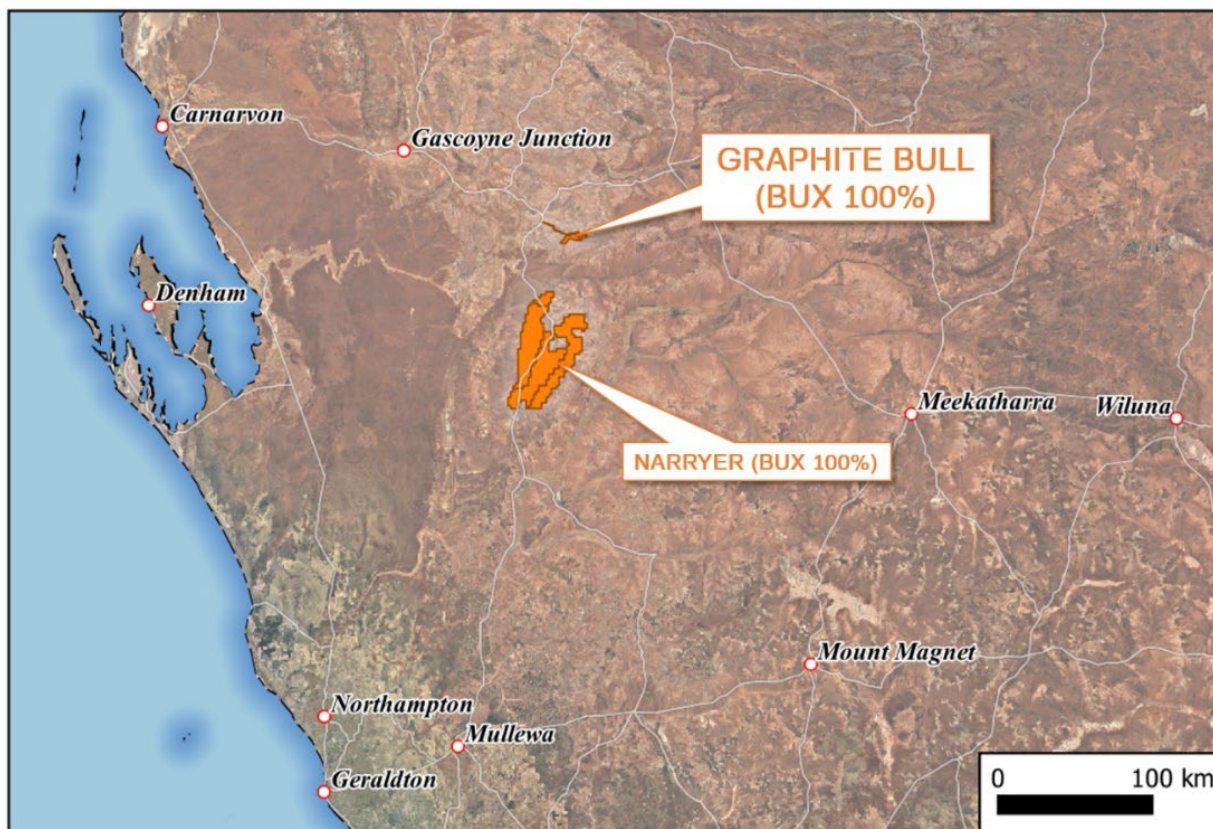 Carnarvon
Gascoyne Junction
GRAPHITE BULL
(BUX 100%)
Denham
Meekatharra
Wiluna
NARRYER (BUX 100%)
Mount Magnet
Northampton
Mullewa
Geraldton
0 100 km